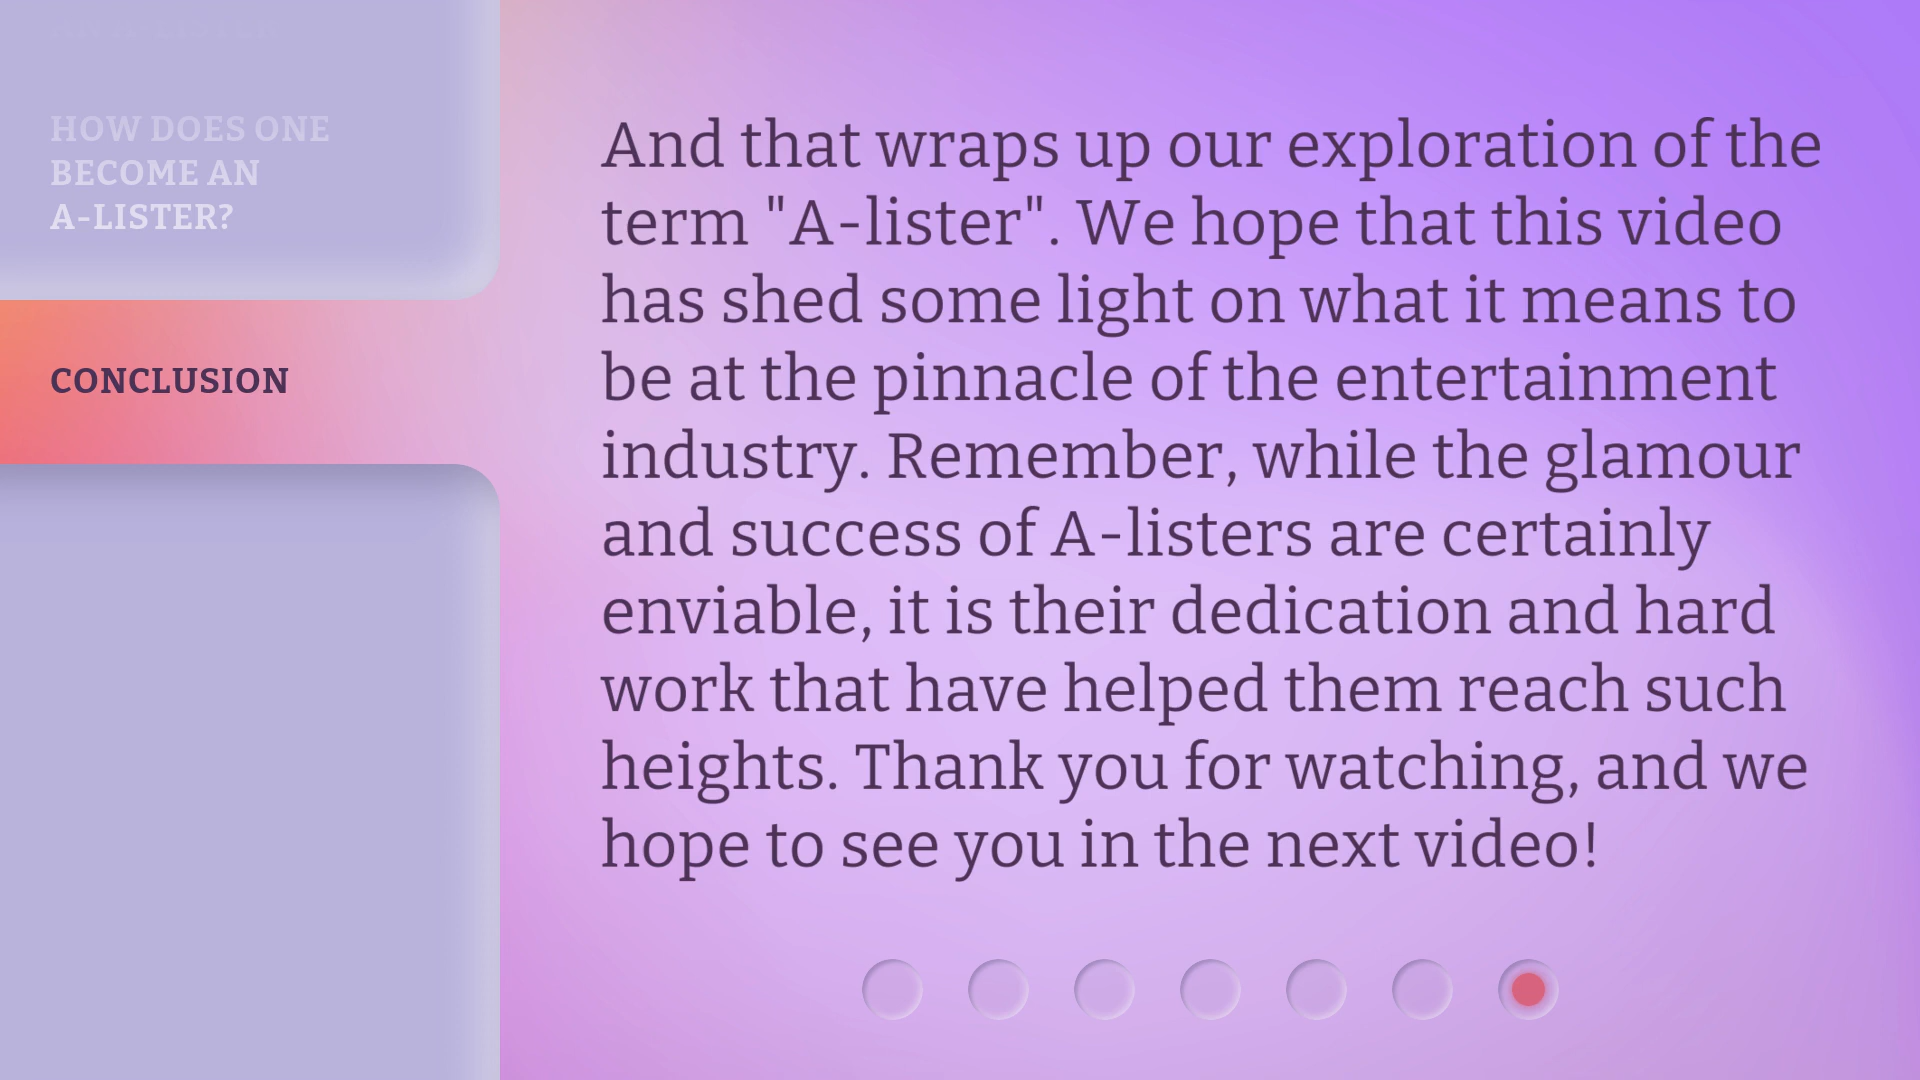 HOW DOES ONE
BECOME AN
A-LISTER?
CONCLUSION
And that wraps up our exploration of the
term "A-lister". We hope that this video
has shed some light on what it means to
be at the pinnacle of the entertainment
industry. Remember, while the glamour
and success of A-listers are certainly
enviable, it is their dedication and hard
work that have helped them reach such
heights. Thank you for watching, and we
hope to see you in the next video!